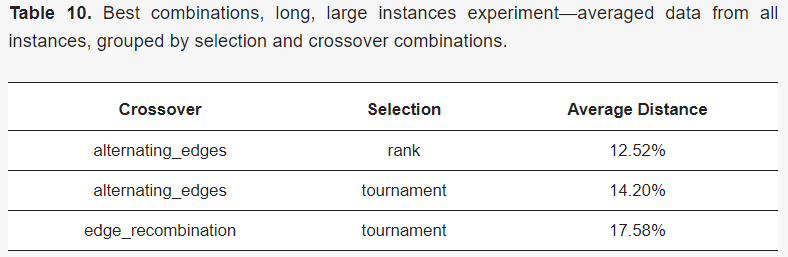 Table 10. Best combinations, long, large instances experiment—averaged data from all
instances, grouped by selection and crossover combinations.
Crossover Selection Average Distance
alternating_edges rank 12.52%
alternating_edges tournament 14.20%
edge_recombination tournament 17.58%